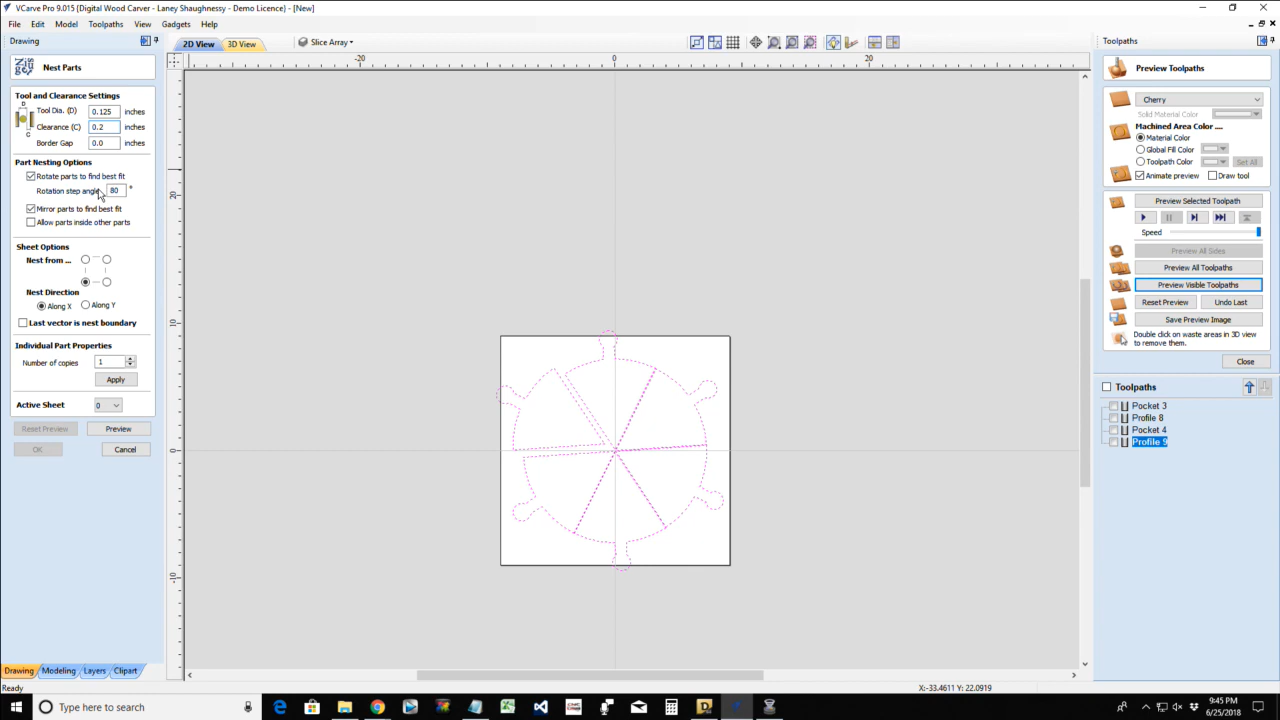 VCarve Pro 9.015 {Digital Wood Carver - Laney Shaughnessy - Demo Licence} - [New]
File Edit Model Toolpaths View Gadgets Help
Drawing
2D View 3D View Slice Array
Toolpaths
-20 0 20
20
10
0
-10
Nest Parts
Tool and Clearance Settings
D
C
Tool Dia. (D) 0.125 inches
Clearance (C) 0.2 inches
Border Gap 0.0 inches
Part Nesting Options
Rotate parts to find best fit
Rotation step angle 80 °
Mirror parts to find best fit
Allow parts inside other parts
Sheet Options
Nest from ...
Nest Direction
Along X Along Y
Last vector is nest boundary
Individual Part Properties
Number of copies 1
Apply
Active Sheet 0
Reset Preview Preview
OK Cancel
Drawing Modeling Layers Clipart
Preview Toolpaths
Cherry
Solid Material Color
Machined Area Color ....
Material Color
Global Fill Color
Toolpath Color Set All
Animate preview Draw tool
Preview Selected Toolpath
Speed
Preview All Sides
Preview All Toolpaths
Preview Visible Toolpaths
Reset Preview Undo Last
Save Preview Image
Double click on waste areas in 3D view
to remove them.
Close
Toolpaths
Pocket 3
Profile 8
Pocket 4
Profile 9
Ready X:-33.4611 Y: 22.0919
Type here to search
9:45 PM
6/25/2018